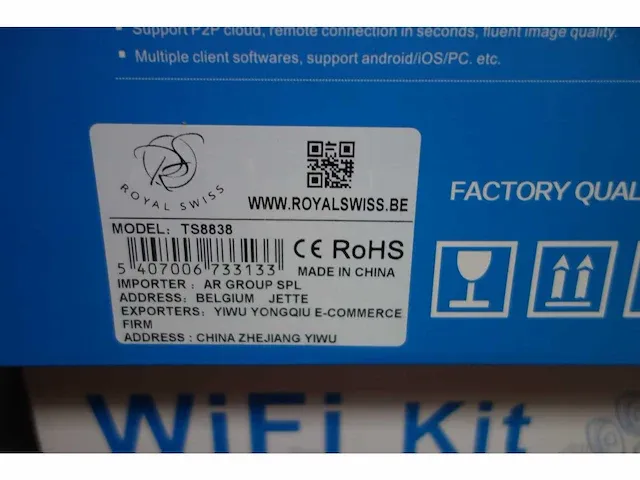 Support P2P cloud, remote connection in seconds, fluent image quality.
Multiple client softwares, support android/iOS/PC. etc.
ROYAL SWISS
WWW.ROYALSWISS.BE
FACTORY QUAL
MODEL: TS8838
CE RoHS
5 407006 733133
MADE IN CHINA
IMPORTER : AR GROUP SPL
ADDRESS: BELGIUM JETTE
EXPORTERS: YIWU YONGQIU E-COMMERCE
FIRM
ADDRESS : CHINA ZHEJIANG YIWU
WiFi Kit